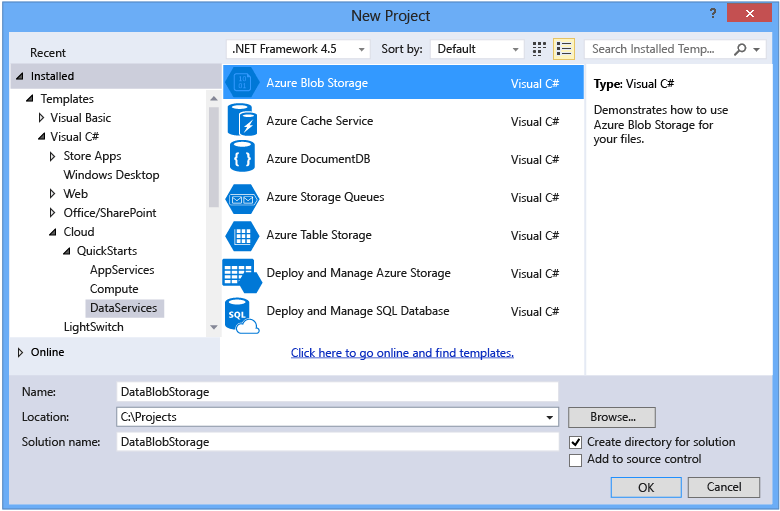 New Project
?
Recent
.NET Framework 4.5
Sort by:
Default
Search Installed Temp...
Installed
Templates
Visual Basic
Visual C#
Store Apps
Windows Desktop
Web
Office/SharePoint
Cloud
QuickStarts
AppServices
Compute
DataServices
LightSwitch
Online
10
01
Azure Blob Storage Visual C#
Azure Cache Service Visual C#
{ } Azure DocumentDB Visual C#
Azure Storage Queues Visual C#
Azure Table Storage Visual C#
Deploy and Manage Azure Storage Visual C#
SQL Deploy and Manage SQL Database Visual C#
Click here to go online and find templates.
Type: Visual C#
Demonstrates how to use
Azure Blob Storage for
your files.
Name: DataBlobStorage
Location: C:\Projects Browse...
Solution name: DataBlobStorage
Create directory for solution
Add to source control
OK Cancel